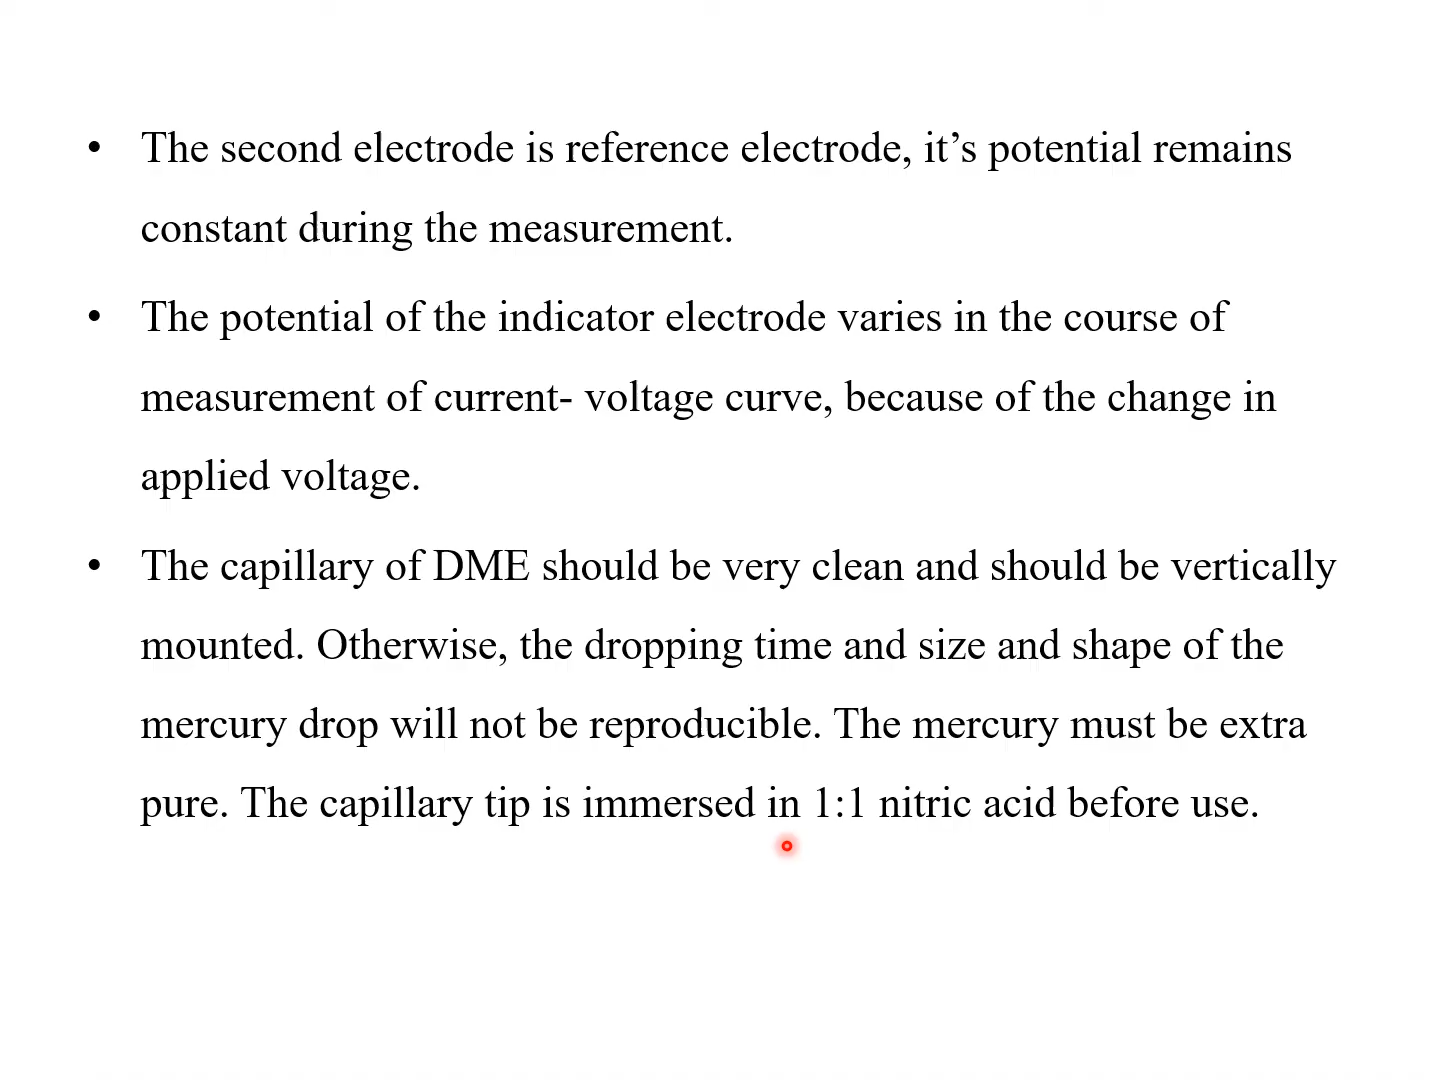 • The second electrode is reference electrode, it’s potential remains
constant during the measurement.
• The potential of the indicator electrode varies in the course of
measurement of current- voltage curve, because of the change in
applied voltage.
• The capillary of DME should be very clean and should be vertically
mounted. Otherwise, the dropping time and size and shape of the
mercury drop will not be reproducible. The mercury must be extra
pure. The capillary tip is immersed in 1:1 nitric acid before use.